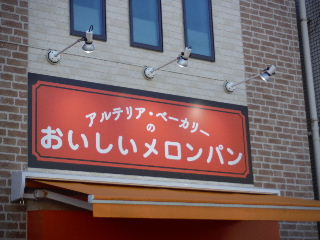 アルテリア・ベーカリー
の
おいしいメロンパン